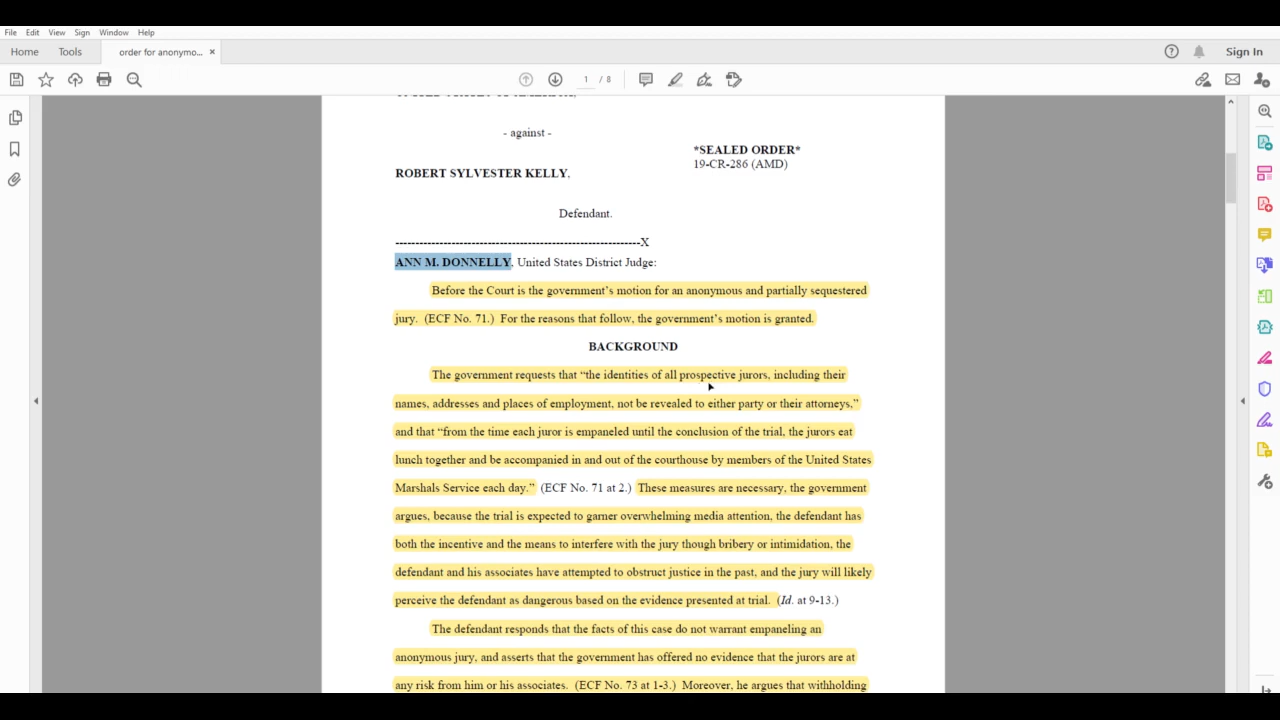 File Edit View Sign Window Help
Home Tools order for anonymo... × Sign In
1 / 8
- against -
*SEALED ORDER*
19-CR-286 (AMD)
ROBERT SYLVESTER KELLY,
Defendant.
---------------------------------------------------------------X
ANN M. DONNELLY, United States District Judge:
Before the Court is the government’s motion for an anonymous and partially sequestered
jury. (ECF No. 71.) For the reasons that follow, the government’s motion is granted.
BACKGROUND
The government requests that “the identities of all prospective jurors, including their
names, addresses and places of employment, not be revealed to either party or their attorneys,”
and that “from the time each juror is empaneled until the conclusion of the trial, the jurors eat
lunch together and be accompanied in and out of the courthouse by members of the United States
Marshals Service each day.” (ECF No. 71 at 2.) These measures are necessary, the government
argues, because the trial is expected to garner overwhelming media attention, the defendant has
both the incentive and the means to interfere with the jury though bribery or intimidation, the
defendant and his associates have attempted to obstruct justice in the past, and the jury will likely
perceive the defendant as dangerous based on the evidence presented at trial. (Id. at 9-13.)
The defendant responds that the facts of this case do not warrant empaneling an
anonymous jury, and asserts that the government has offered no evidence that the jurors are at
any risk from him or his associates. (ECF No. 73 at 1-3.) Moreover, he argues that withholding